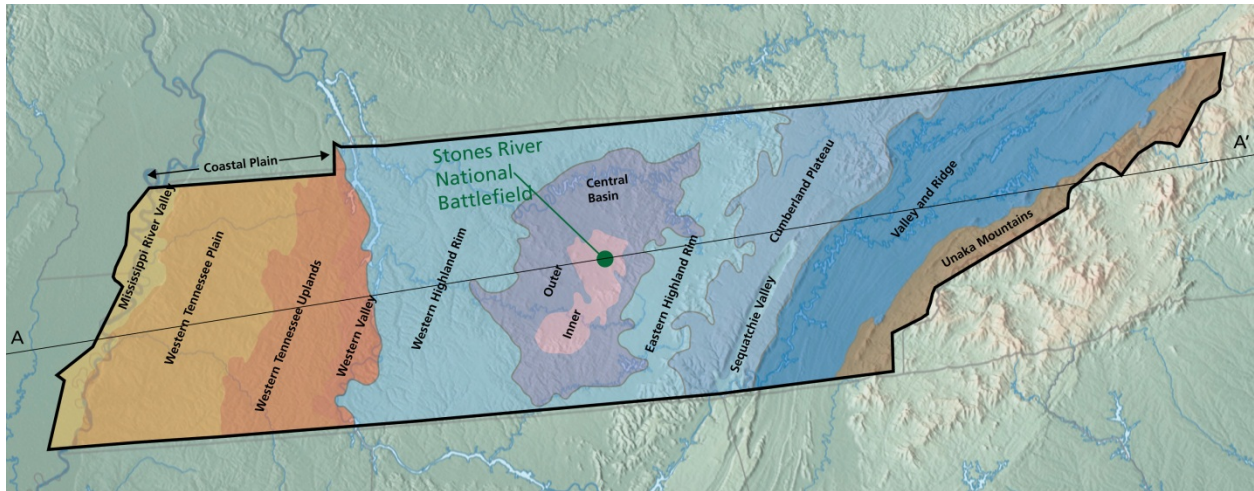 Coastal Plain
Stones River
National
Battlefield
Central
Basin
A'
Mississippi River Valley
Western Tennessee Plain
Western Tennessee Uplands
Western Valley
Western Highland Rim
Outer
Inner
Eastern Highland Rim
Sequatchie Valley
Cumberland Plateau
Valley and Ridge
Unaka Mountains
A